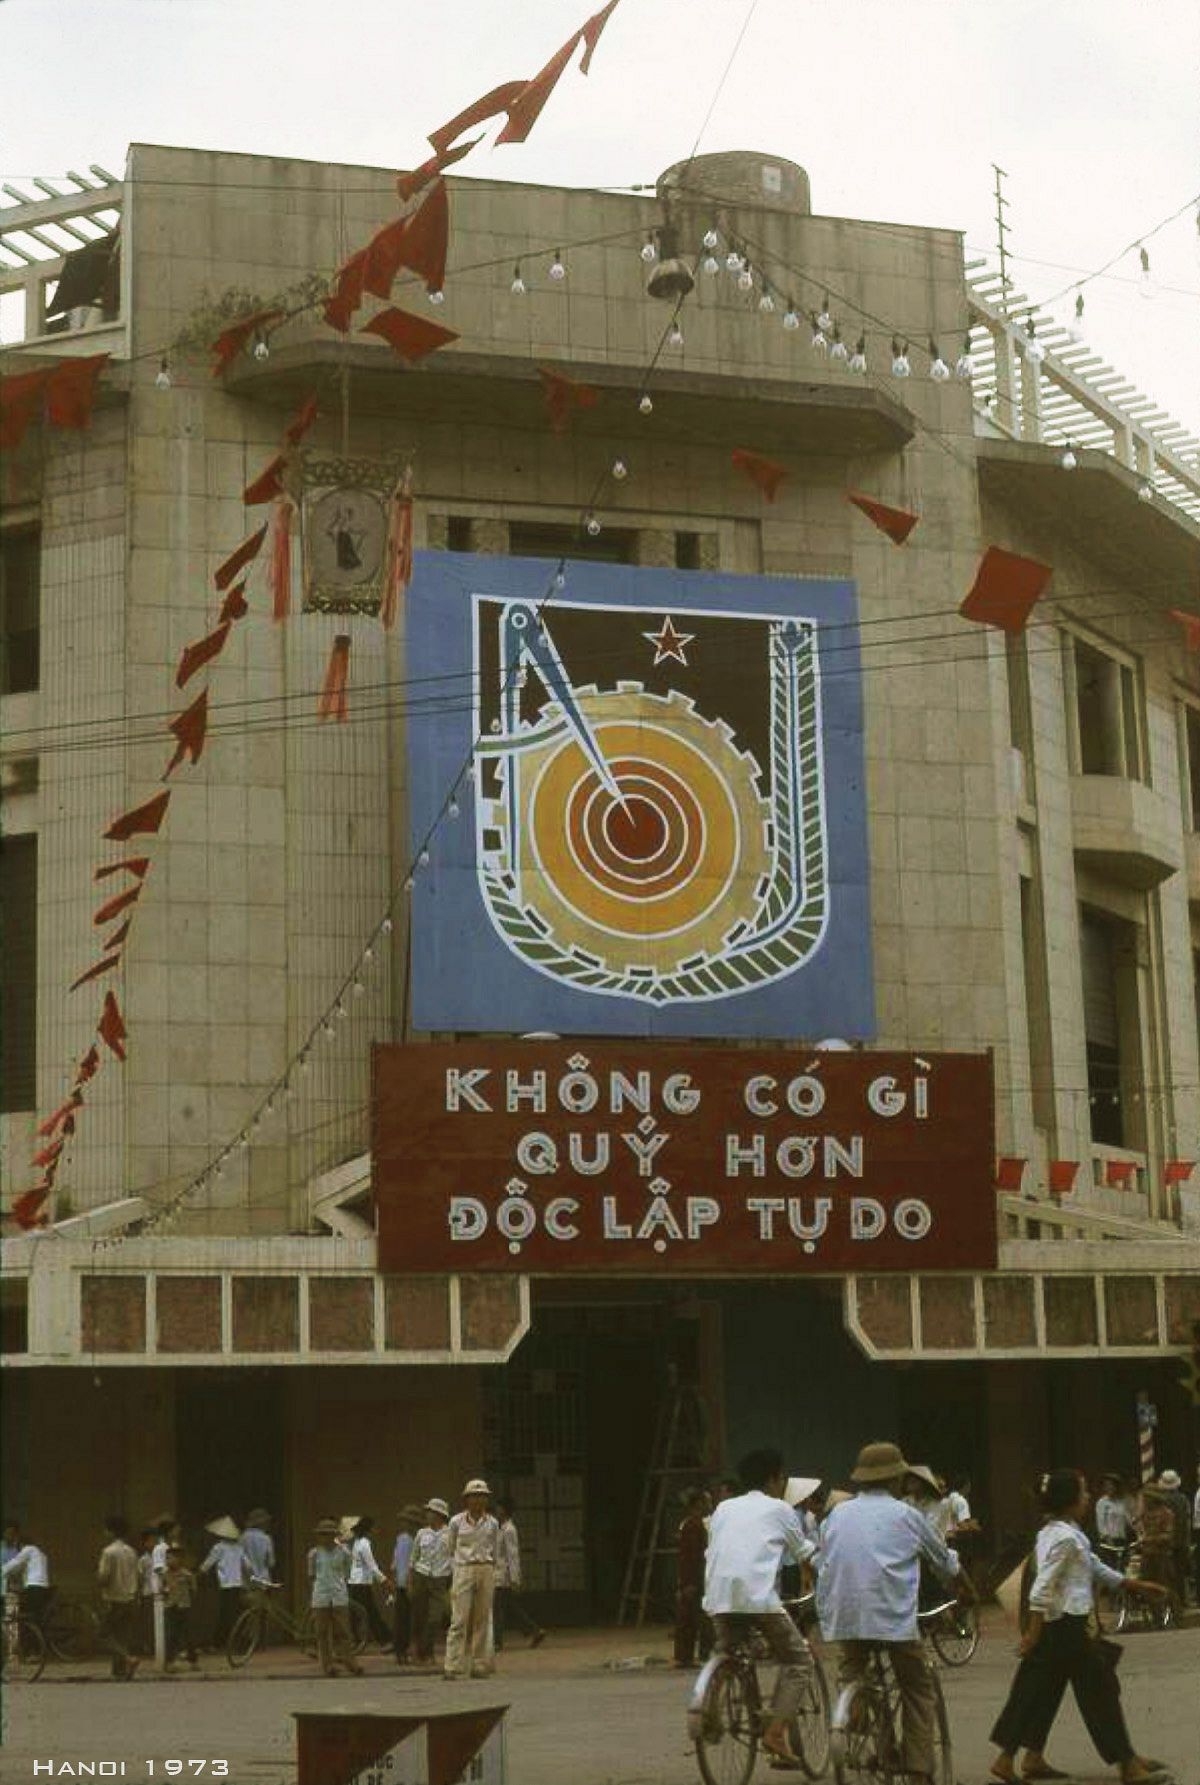 KHÔNG CÓ GÌ
QUÝ HƠN
ĐỘC LẬP TỰ DO
HANOI 1973